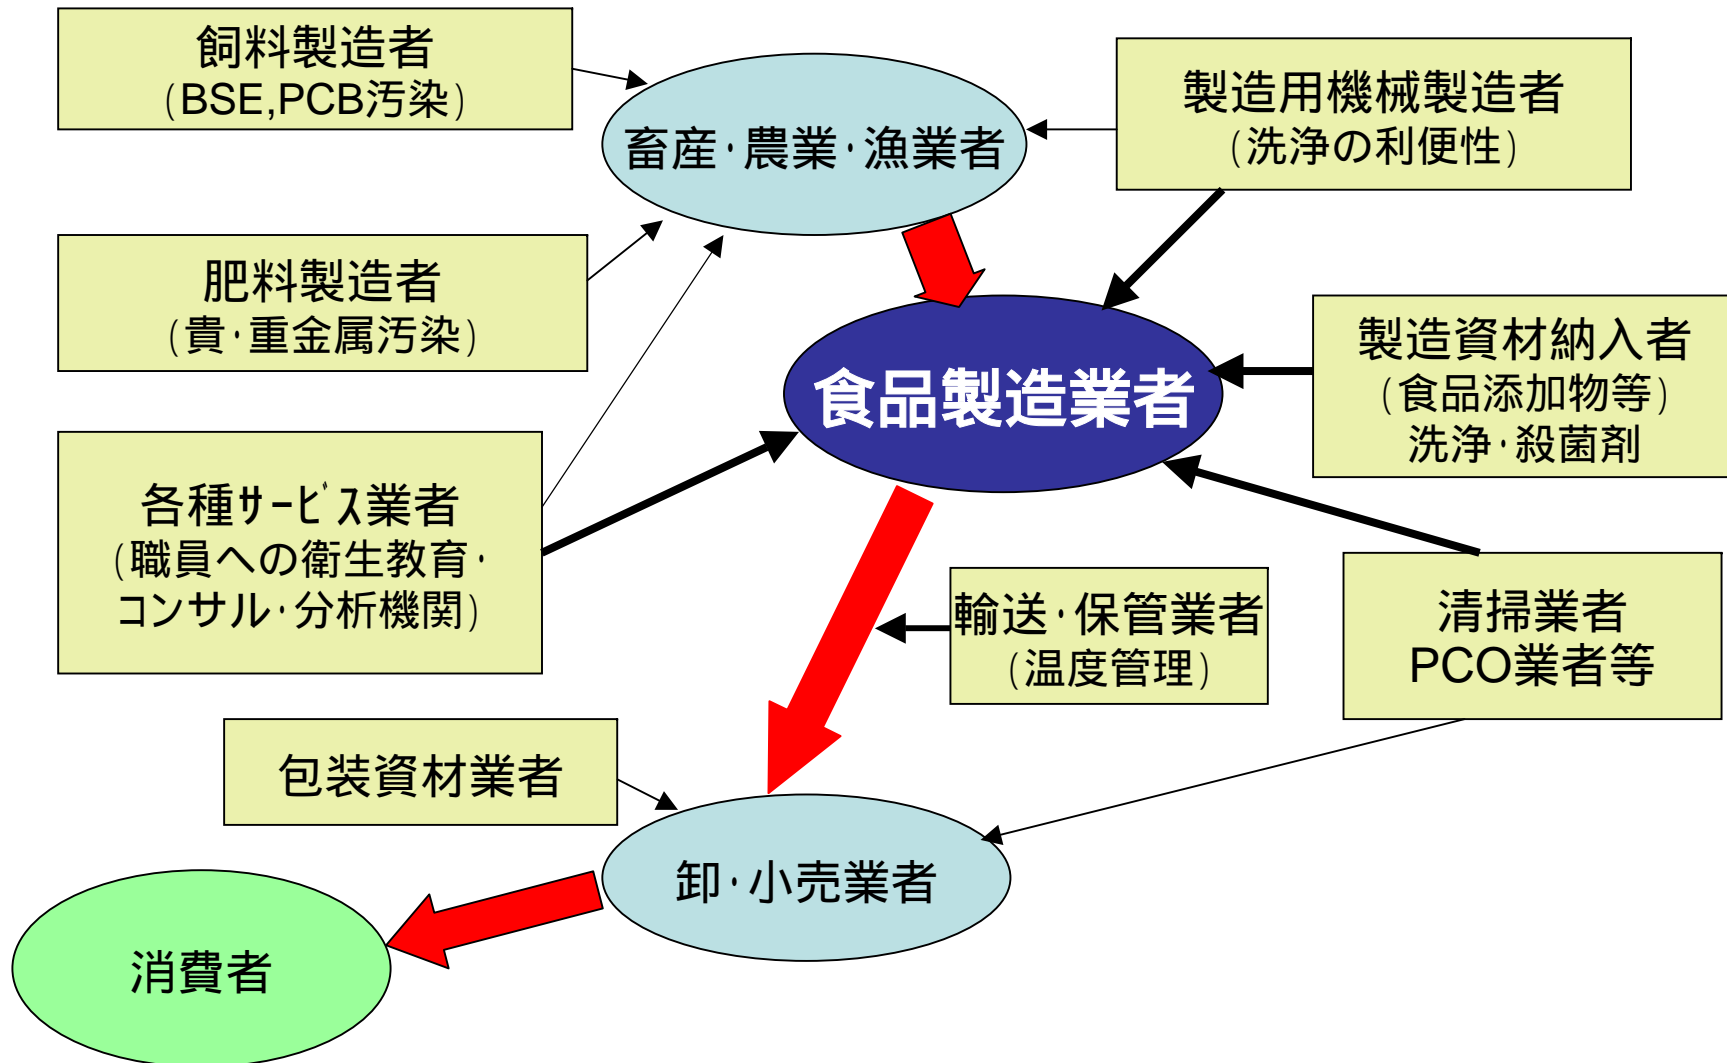 飼料製造者
(BSE,PCB汚染)
製造用機械製造者
(洗浄の利便性)
畜産・農業・漁業者
肥料製造者
(貴・重金属汚染)
製造資材納入者
(食品添加物等)
洗浄・殺菌剤
食品製造業者
各種ｻｰﾋﾞｽ業者
(職員への衛生教育・
コンサル・分析機関)
輸送・保管業者
(温度管理)
清掃業者
PCO業者等
包装資材業者
卸・小売業者
消費者